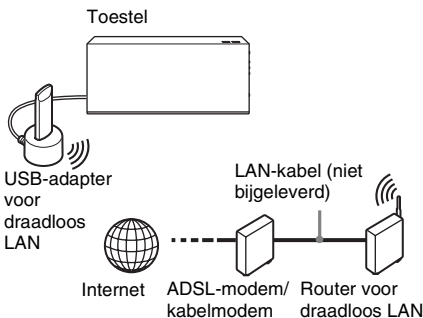 Toestel
USB-adapter
voor
draadloos
LAN
LAN-kabel (niet
bijgeleverd)
Internet
ADSL-modem/
kabelmodem
Router voor
draadloos LAN